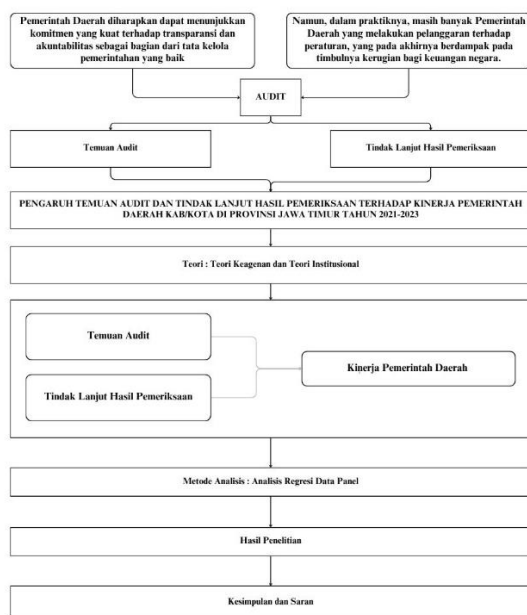 Pemerintah Daerah diharapkan dapat menunjukkan
komitmen yang kuat terhadap transparansi dan
akuntabilitas sebagai bagian dari tata kelola
pemerintahan yang baik
Namun, dalam praktiknya, masih banyak Pemerintah
Daerah yang melakukan pelanggaran terhadap
peraturan, yang pada akhirnya berdampak pada
timbulnya kerugian bagi keuangan negara.
AUDIT
Temuan Audit
Tindak Lanjut Hasil Pemeriksaan
PENGARUH TEMUAN AUDIT DAN TINDAK LANJUT HASIL PEMERIKSAAN TERHADAP KINERJA PEMERINTAH
DAERAH KAB/KOTA DI PROVINSI JAWA TIMUR TAHUN 2021-2023
Teori : Teori Keagenan dan Teori Institusional
Temuan Audit
Kinerja Pemerintah Daerah
Tindak Lanjut Hasil Pemeriksaan
Metode Analisis : Analisis Regresi Data Panel
Hasil Penelitian
Kesimpulan dan Saran